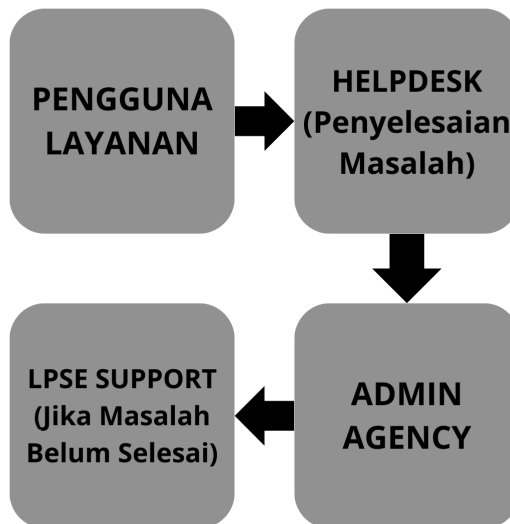 PENGGUNA
LAYANAN
HELPDESK
(Penyelesaian
Masalah)
ADMIN
AGENCY
LPSE SUPPORT
(Jika Masalah
Belum Selesai)